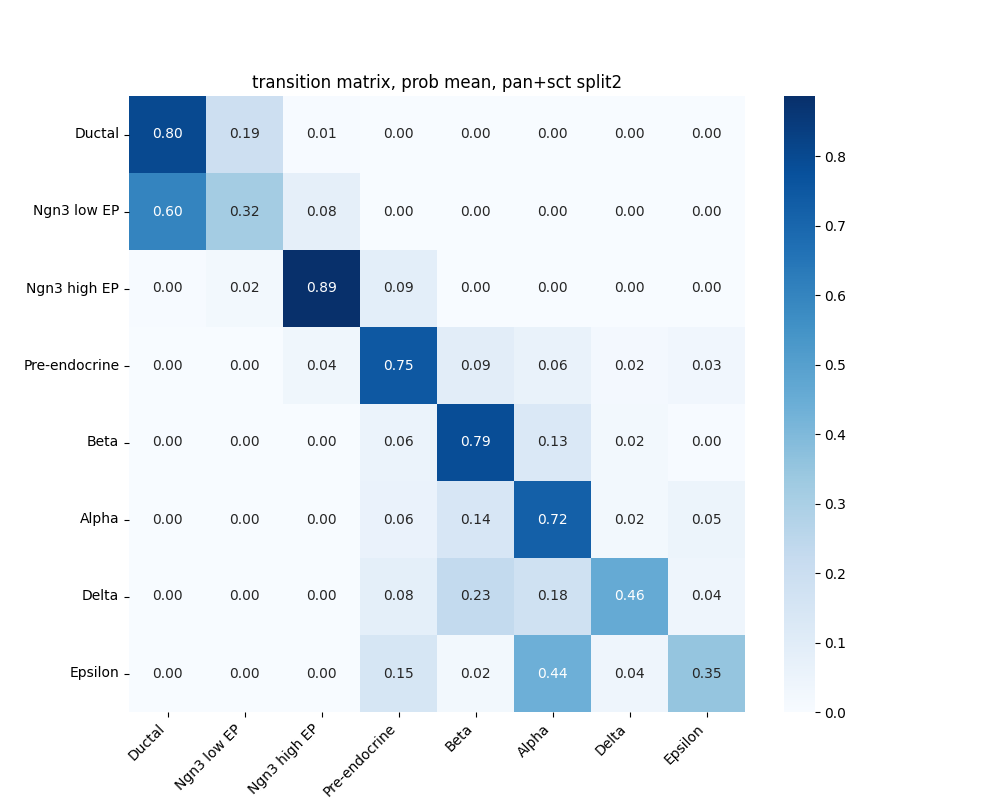 transition matrix, prob mean, pan+sct split2
Ductal 0.80 0.19 0.01 0.00 0.00 0.00 0.00 0.00
Ngn3 low EP 0.60 0.32 0.08 0.00 0.00 0.00 0.00 0.00
Ngn3 high EP 0.00 0.02 0.89 0.09 0.00 0.00 0.00 0.00
Pre-endocrine 0.00 0.00 0.04 0.75 0.09 0.06 0.02 0.03
Beta 0.00 0.00 0.00 0.06 0.79 0.13 0.02 0.00
Alpha 0.00 0.00 0.00 0.06 0.14 0.72 0.02 0.05
Delta 0.00 0.00 0.00 0.08 0.23 0.18 0.46 0.04
Epsilon 0.00 0.00 0.00 0.15 0.02 0.44 0.04 0.35
Ductal Ngn3 low EP Ngn3 high EP Pre-endocrine Beta Alpha Delta Epsilon
0.8
0.7
0.6
0.5
0.4
0.3
0.2
0.1
0.0